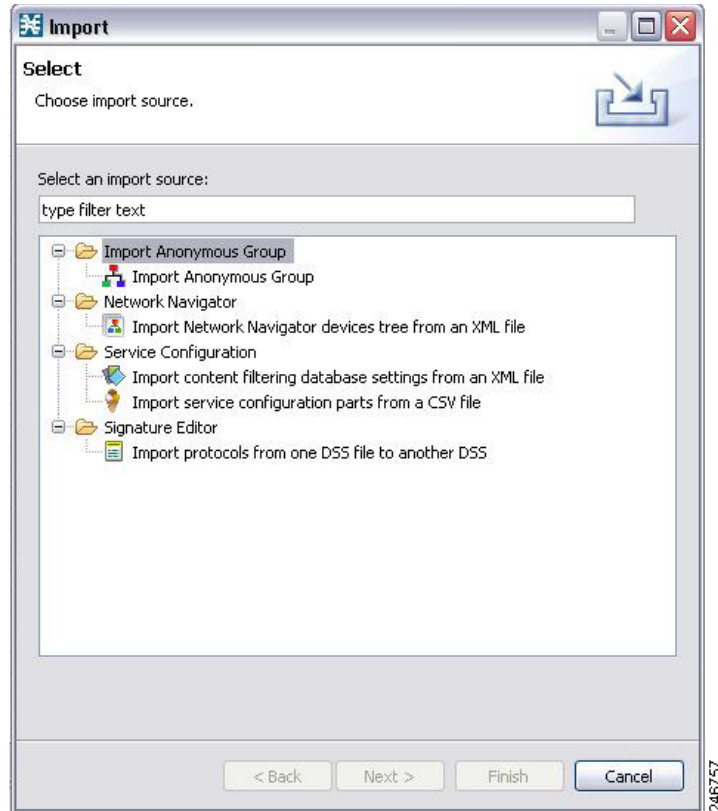 Import
Select
Choose import source.
Select an import source:
type filter text
Import Anonymous Group
Import Anonymous Group
Network Navigator
Import Network Navigator devices tree from an XML file
Service Configuration
Import content filtering database settings from an XML file
Import service configuration parts from a CSV file
Signature Editor
Import protocols from one DSS file to another DSS
< Back
Next >
Finish
Cancel
246757